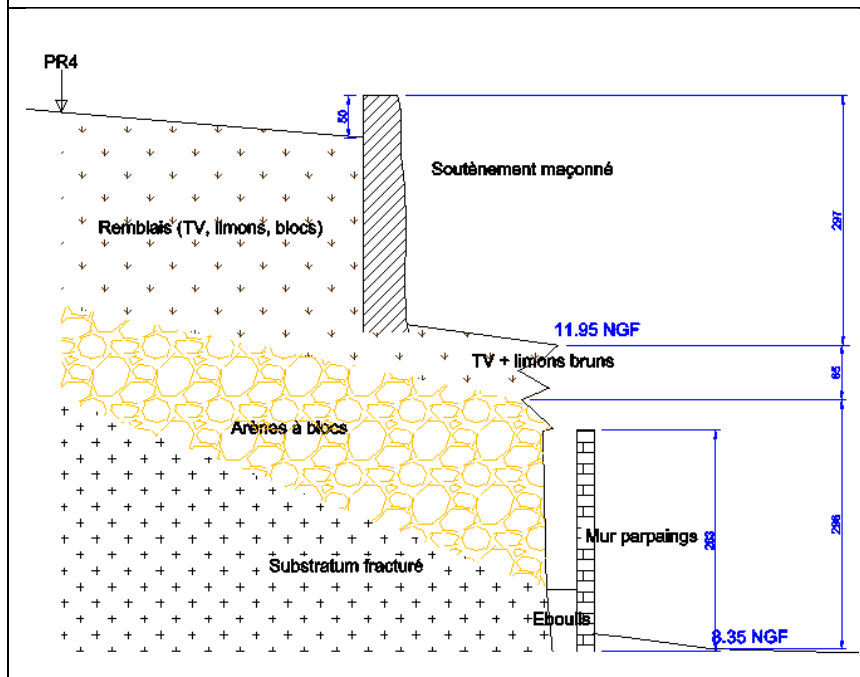 PR4
50
Soutènement maçonné
297
Remblais (TV, limons, blocs)
11.95 NGF
TV + limons bruns
65
Arènes à blocs
Mur parpaings
263
296
Substratum fracturé
Eboulis
8.35 NGF